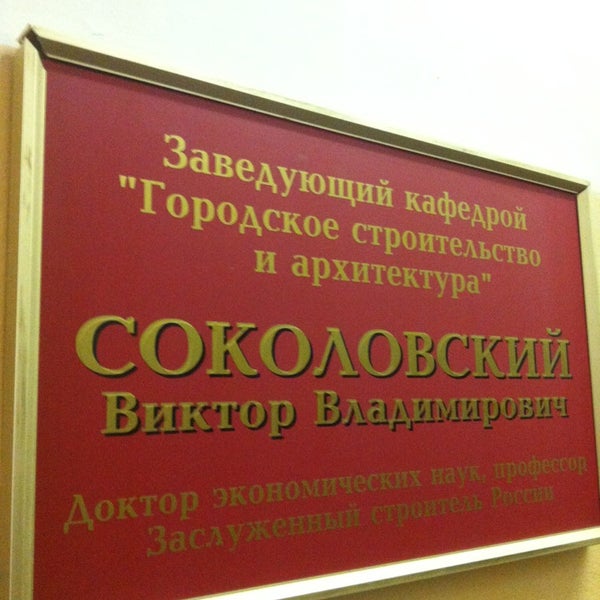 Заведующий кафедрой
"Городское строительство
и архитектура"
СОКОЛОВСКИЙ
Виктор Владимирович
Доктор экономических наук, профессор
Заслуженный строитель России